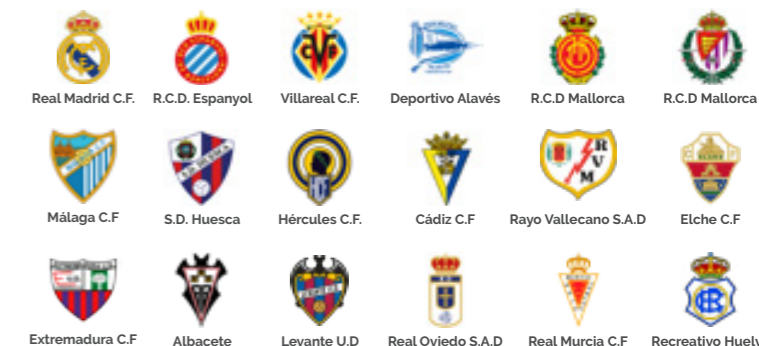 Real Madrid C.F. R.C.D. Espanyol Villareal C.F. Deportivo Alavés R.C.D Mallorca R.C.D Mallorca
Málaga C.F S.D. Huesca Hércules C.F. Cádiz C.F Rayo Vallecano S.A.D Elche C.F
Extremadura C.F Albacete Levante U.D Real Oviedo S.A.D Real Murcia C.F Recreativo Huelv